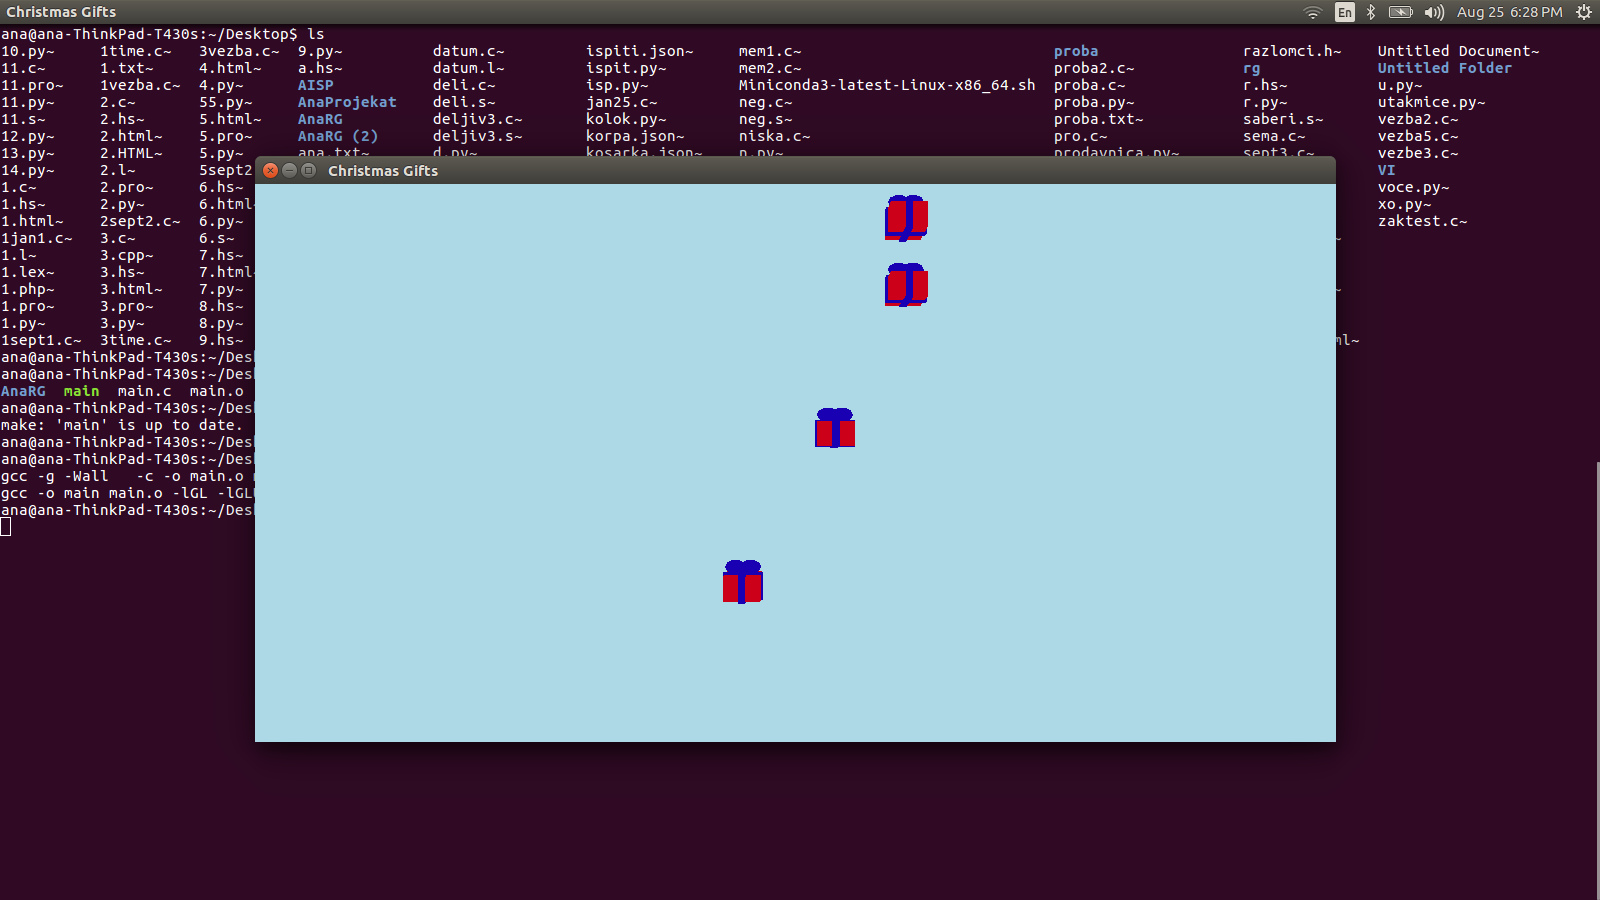 Christmas Gifts En Aug 25 6:28 PM
ana@ana-ThinkPad-T430s:~/Desktop$ ls
10.py~ 1time.c~ 3vezba.c~ 9.py~ datum.c~ ispiti.json~ mem1.c~ proba razlomci.h~ Untitled Document~
11.c~ 1.txt~ 4.html~ a.hs~ datum.l~ ispit.py~ mem2.c~ proba2.c~ rg Untitled Folder
11.pro~ 1vezba.c~ 4.py~ AISP deli.c~ isp.py~ Miniconda3-latest-Linux-x86_64.sh proba.c~ r.hs~ u.py~
11.py~ 2.c~ 55.py~ AnaProjekat deli.s~ jan25.c~ neg.c~ proba.py~ r.py~ utakmice.py~
11.s~ 2.hs~ 5.html~ AnaRG deljiv3.c~ kolok.py~ neg.s~ proba.txt~ saberi.s~ vezba2.c~
12.py~ 2.html~ 5.pro~ AnaRG (2) deljiv3.s~ korpa.json~ niska.c~ pro.c~ sema.c~ vezba5.c~
13.py~ 2.HTML~ 5.py~ ana.txt~ d.py~ kosarka.json~ n.py~ prodavnica.py~ sept3.c~ vezbe3.c~
14.py~ 2.l~ 5sept2 Christmas Gifts VI
1.c~ 2.pro~ 6.hs~ voce.py~
1.hs~ 2.py~ 6.html~ xo.py~
1.html~ 2sept2.c~ 6.py~ zaktest.c~
1jan1.c~ 3.c~ 6.s~ ~
1.l~ 3.cpp~ 7.hs~
1.lex~ 3.hs~ 7.html~
1.php~ 3.html~ 7.py~ ~
1.pro~ 3.pro~ 8.hs~
1.py~ 3.py~ 8.py~
1sept1.c~ 3time.c~ 9.hs~ ml~
ana@ana-ThinkPad-T430s:~/Desk
ana@ana-ThinkPad-T430s:~/Desk
AnaRG main main.c main.o
ana@ana-ThinkPad-T430s:~/Desk
make: 'main' is up to date.
ana@ana-ThinkPad-T430s:~/Desk
ana@ana-ThinkPad-T430s:~/Desk
gcc -g -Wall -c -o main.o
gcc -o main main.o -lGL -lGL
ana@ana-ThinkPad-T430s:~/Desk